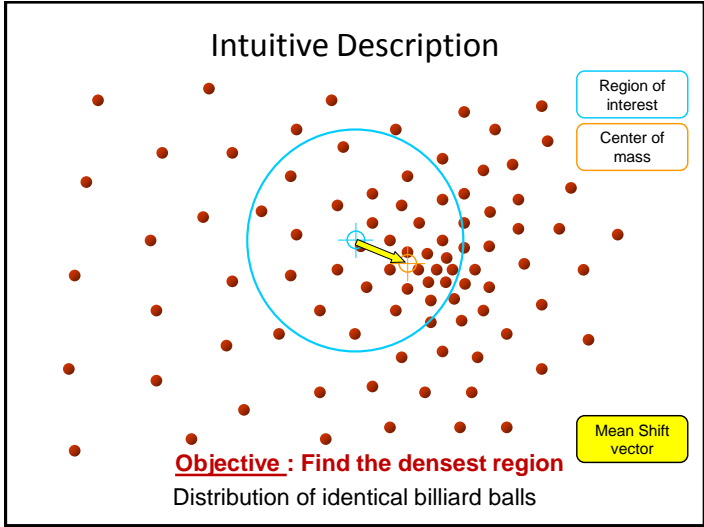 Intuitive Description
Region of
interest
Center of
mass
Mean Shift
vector
Objective : Find the densest region
Distribution of identical billiard balls